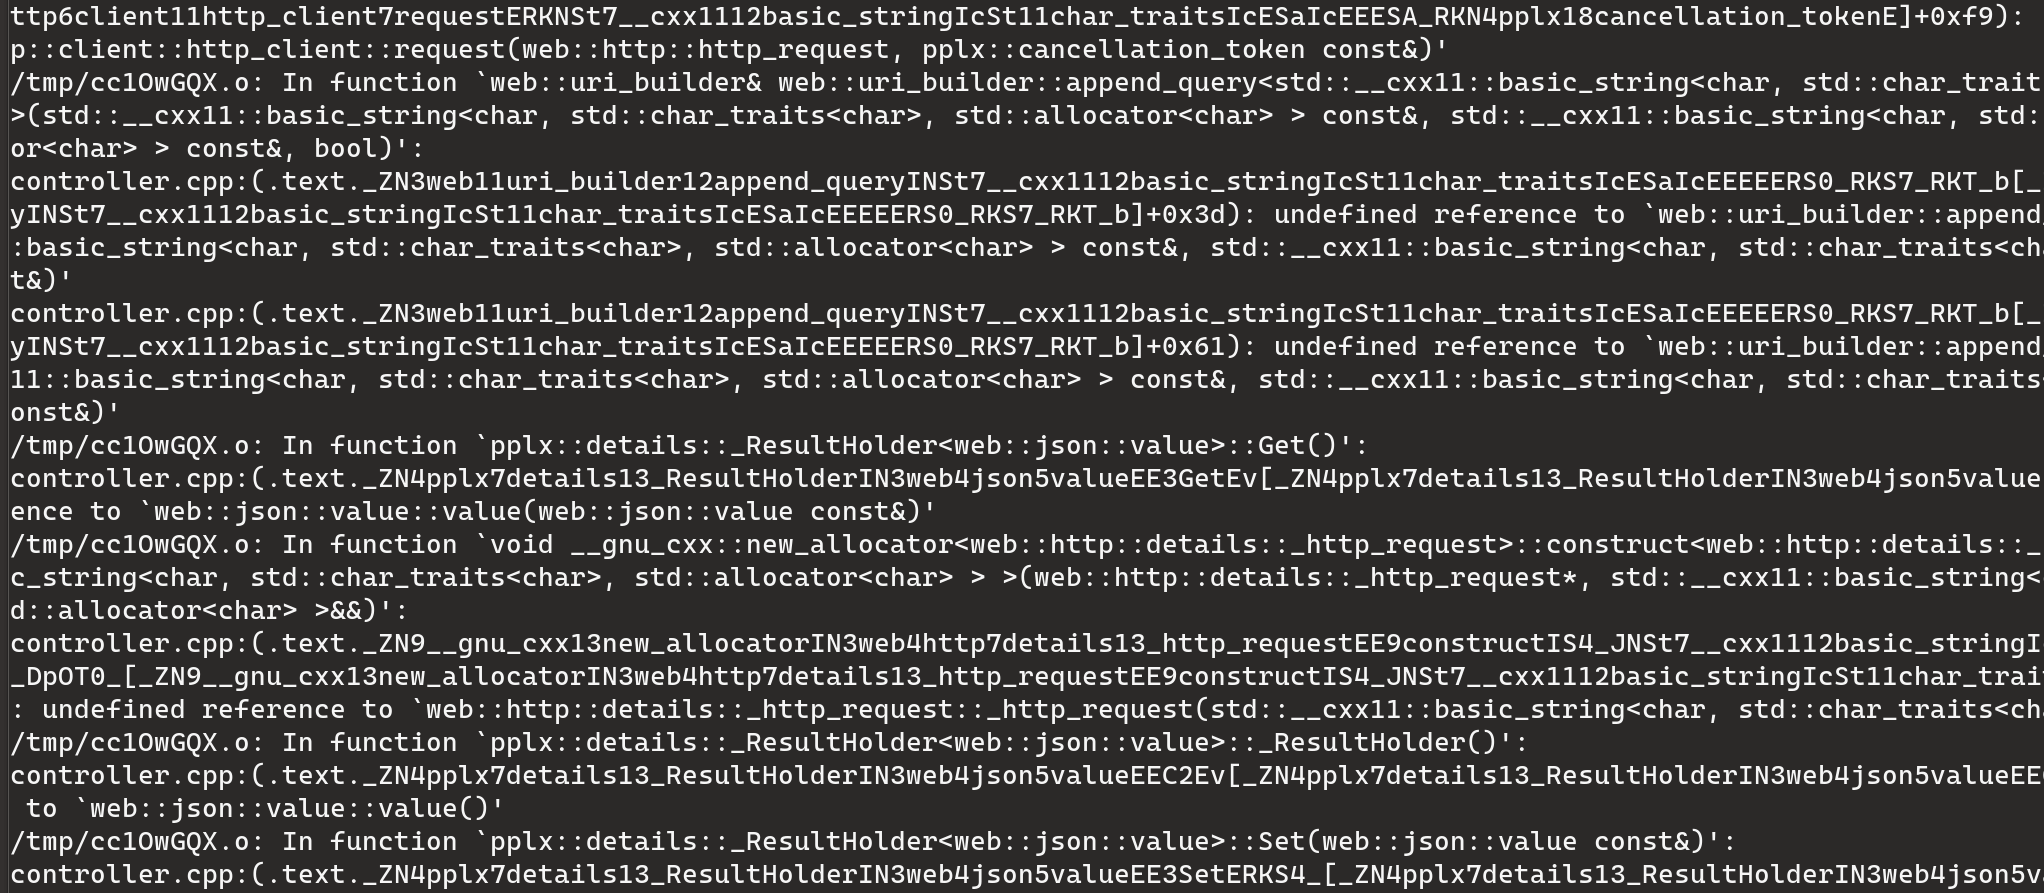 ttp6client11http_client7requestERKNSt7__cxx1112basic_stringIcSt11char_traitsIcESaIcEEESA_RKN4pplx18cancellation_tokenE]+0xf9):
p::client::http_client::request(web::http::http_request, pplx::cancellation_token const&)'
/tmp/cc1OwGQX.o: In function `web::uri_builder& web::uri_builder::append_query<std::__cxx11::basic_string<char, std::char_trait
>(std::__cxx11::basic_string<char, std::char_traits<char>, std::allocator<char> > const&, std::__cxx11::basic_string<char, std:
or<char> > const&, bool)':
controller.cpp:(.text._ZN3web11uri_builder12append_queryINSt7__cxx1112basic_stringIcSt11char_traitsIcESaIcEEEEERS0_RKS7_RKT_b[_
yINSt7__cxx1112basic_stringIcSt11char_traitsIcESaIcEEEEERS0_RKS7_RKT_b]+0x3d): undefined reference to `web::uri_builder::append
:basic_string<char, std::char_traits<char>, std::allocator<char> > const&, std::__cxx11::basic_string<char, std::char_traits<ch
t&)'
controller.cpp:(.text._ZN3web11uri_builder12append_queryINSt7__cxx1112basic_stringIcSt11char_traitsIcESaIcEEEEERS0_RKS7_RKT_b[_
yINSt7__cxx1112basic_stringIcSt11char_traitsIcESaIcEEEEERS0_RKS7_RKT_b]+0x61): undefined reference to `web::uri_builder::append
11::basic_string<char, std::char_traits<char>, std::allocator<char> > const&, std::__cxx11::basic_string<char, std::char_traits
onst&)'
/tmp/cc1OwGQX.o: In function `pplx::details::_ResultHolder<web::json::value>::Get()':
controller.cpp:(.text._ZN4pplx7details13_ResultHolderIN3web4json5valueEE3GetEv[_ZN4pplx7details13_ResultHolderIN3web4json5value
ence to `web::json::value::value(web::json::value const&)'
/tmp/cc1OwGQX.o: In function `void __gnu_cxx::new_allocator<web::http::details::_http_request>::construct<web::http::details::_
c_string<char, std::char_traits<char>, std::allocator<char> > >(web::http::details::_http_request*, std::__cxx11::basic_string<
d::allocator<char> >&&)':
controller.cpp:(.text._ZN9__gnu_cxx13new_allocatorIN3web4http7details13_http_requestEE9constructIS4_JNSt7__cxx1112basic_stringI
_DpOT0_[_ZN9__gnu_cxx13new_allocatorIN3web4http7details13_http_requestEE9constructIS4_JNSt7__cxx1112basic_stringIcSt11char_trai
: undefined reference to `web::http::details::_http_request::_http_request(std::__cxx11::basic_string<char, std::char_traits<ch
/tmp/cc1OwGQX.o: In function `pplx::details::_ResultHolder<web::json::value>::_ResultHolder()':
controller.cpp:(.text._ZN4pplx7details13_ResultHolderIN3web4json5valueEEC2Ev[_ZN4pplx7details13_ResultHolderIN3web4json5valueEE
to `web::json::value::value()'
/tmp/cc1OwGQX.o: In function `pplx::details::_ResultHolder<web::json::value>::Set(web::json::value const&)':
controller.cpp:(.text._ZN4pplx7details13_ResultHolderIN3web4json5valueEE3SetERKS4_[_ZN4pplx7details13_ResultHolderIN3web4json5v